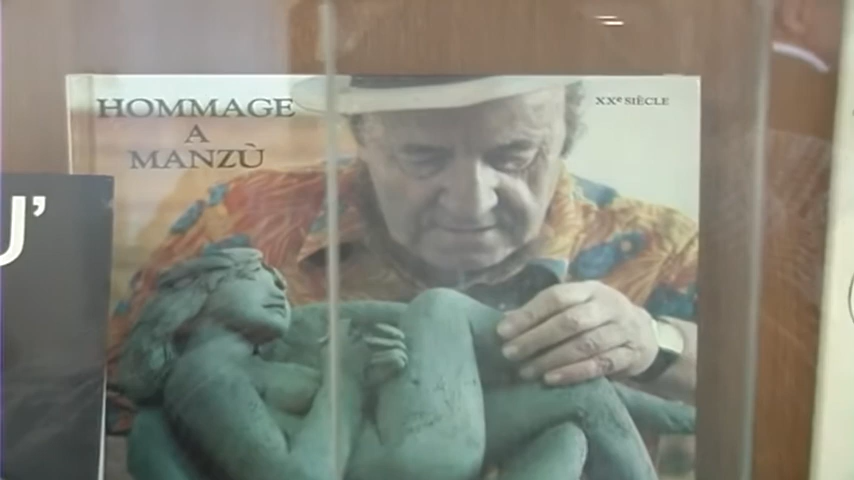 HOMMAGE
A
MANZÙ
XXe SIÈCLE
U'